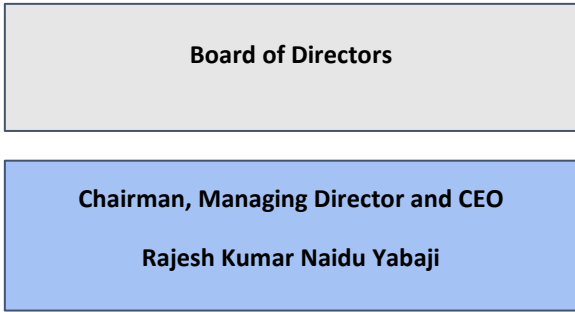 Board of Directors
Chairman, Managing Director and CEO
Rajesh Kumar Naidu Yabaji